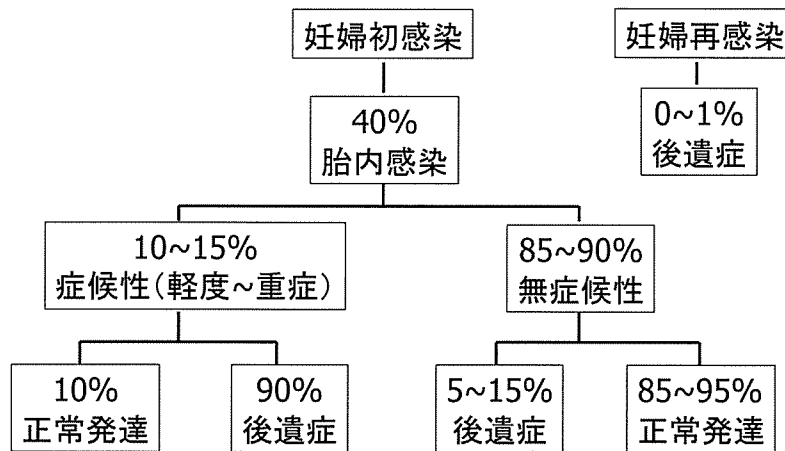 妊婦初感染
妊婦再感染
40%
胎内感染
0~1%
後遺症
10~15%
症候性(軽度~重症)
85~90%
無症候性
10%
正常発達
90%
後遺症
5~15%
後遺症
85~95%
正常発達